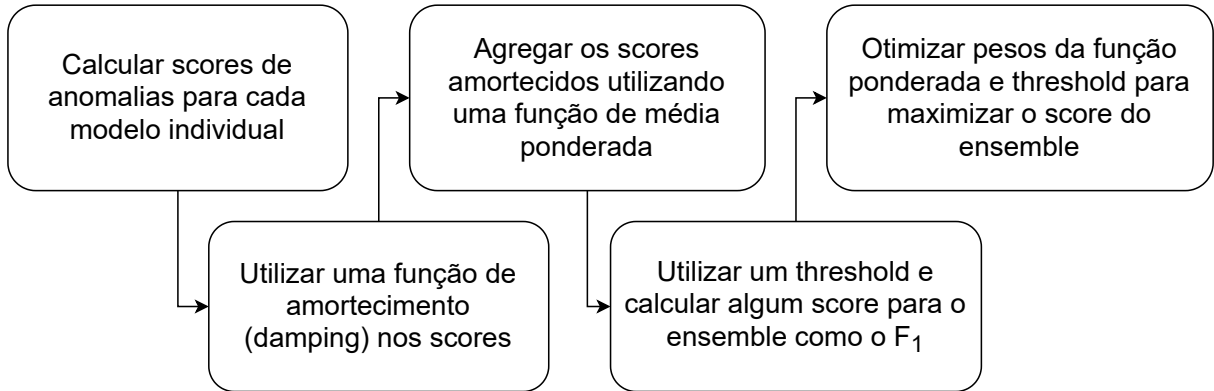 Calcular scores de
anomalias para cada
modelo individual
Utilizar uma função de
amortecimento
(damping) nos scores
Agregar os scores
amortecidos utilizando
uma função de média
ponderada
Utilizar um threshold e
calcular algum score para o
ensemble como o F₁
Otimizar pesos da função
ponderada e threshold para
maximizar o score do
ensemble